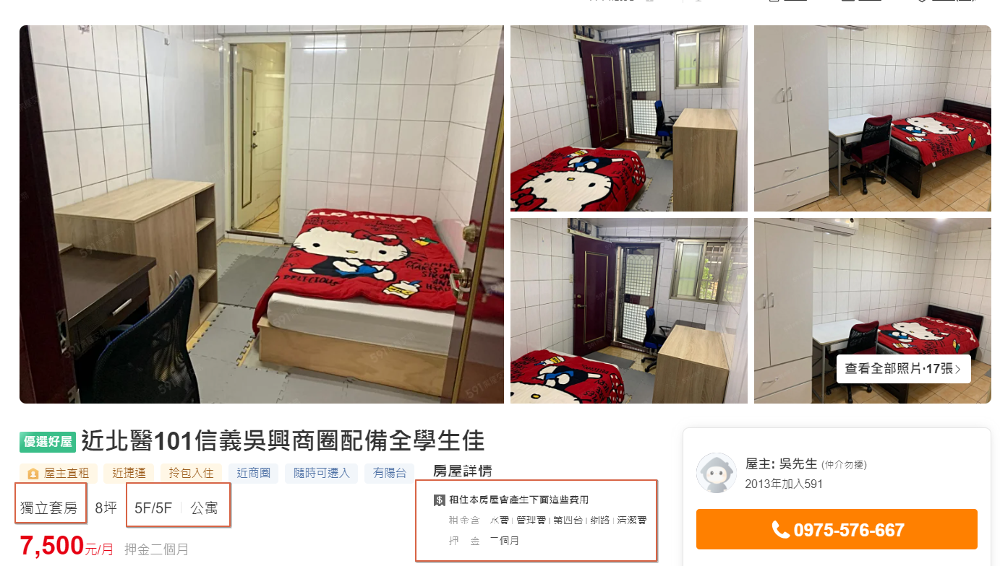 查看全部照片·17張
優選好屋 近北醫101信義吳興商圈配備全學生佳
屋主直租 近捷運 拎包入住 近商圈 隨時可遷入 有陽台
獨立套房 8坪 5F/5F 公寓
7,500元/月 押金二個月
房屋詳情
租住本房屋會產生下面這些費用
租金含 水費 | 管理費 | 第四台 | 網路 | 清潔費
押 金 二個月
屋主: 吳先生 (仲介勿擾)
2013年加入591
0975-576-667